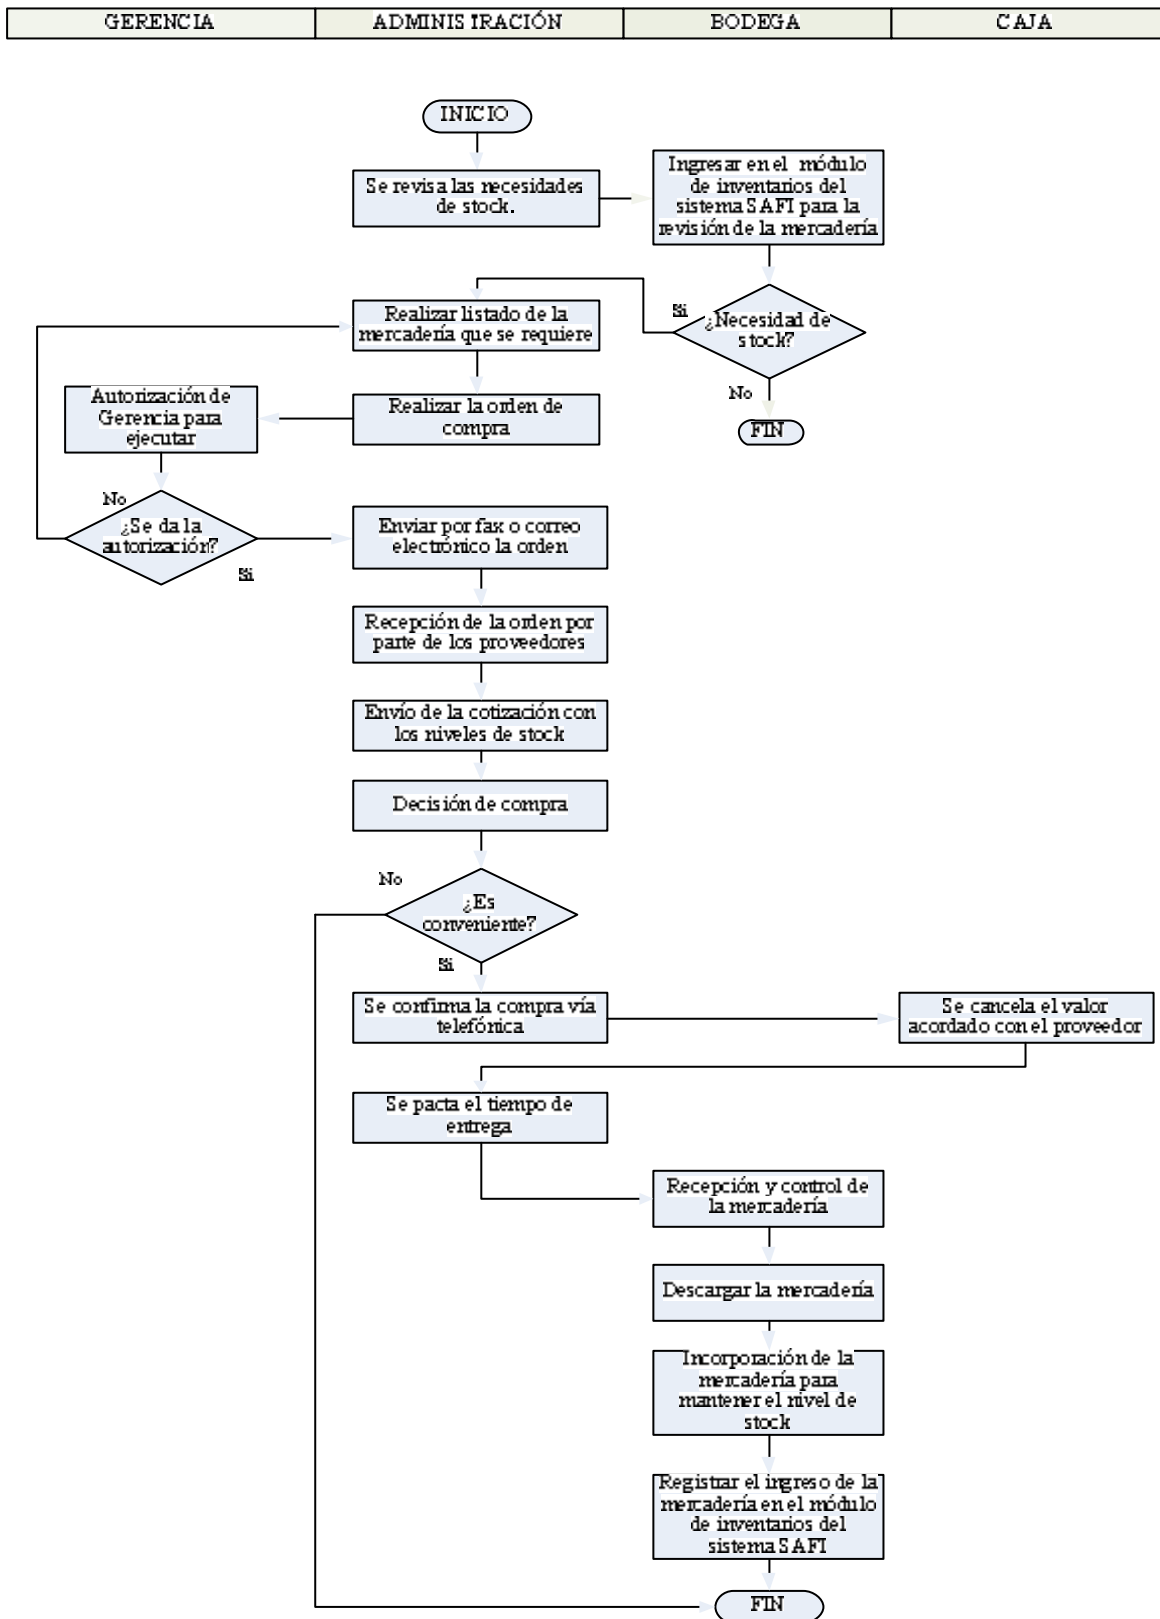 GERENCIA
ADMINISTRACIÓN
BODEGA
CAJA
INICIO
Se revisa las necesidades
de stock.
Ingresar en el módulo
de inventarios del
sistema SAFI para la
revisión de la mercadería
¿Necesidad de
stock?
Si
No
FIN
Realizar listado de la
mercadería que se requiere
Realizar la orden de
compra
Autorización de
Gerencia para
ejecutar
¿Se da la
autorización?
No
Si
Enviar por fax o correo
electrónico la orden
Recepción de la orden por
parte de los proveedores
Envío de la cotización con
los niveles de stock
Decisión de compra
¿Es
conveniente?
No
Si
Se confirma la compra vía
telefónica
Se cancela el valor
acordado con el proveedor
Se pacta el tiempo de
entrega
Recepción y control de
la mercadería
Descargar la mercadería
Incorporación de la
mercadería para
mantener el nivel de
stock
Registrar el ingreso de la
mercadería en el módulo
de inventarios del
sistema SAFI
FIN